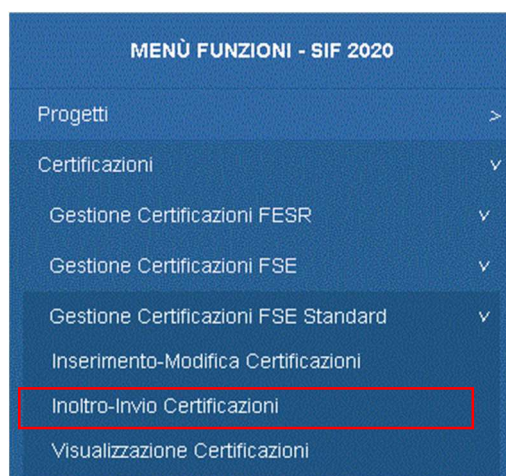 MENÙ FUNZIONI - SIF 2020
Progetti >
Certificazioni v
Gestione Certificazioni FESR v
Gestione Certificazioni FSE v
Gestione Certificazioni FSE Standard v
Inserimento-Modifica Certificazioni
Inoltro-Invio Certificazioni
Visualizzazione Certificazioni